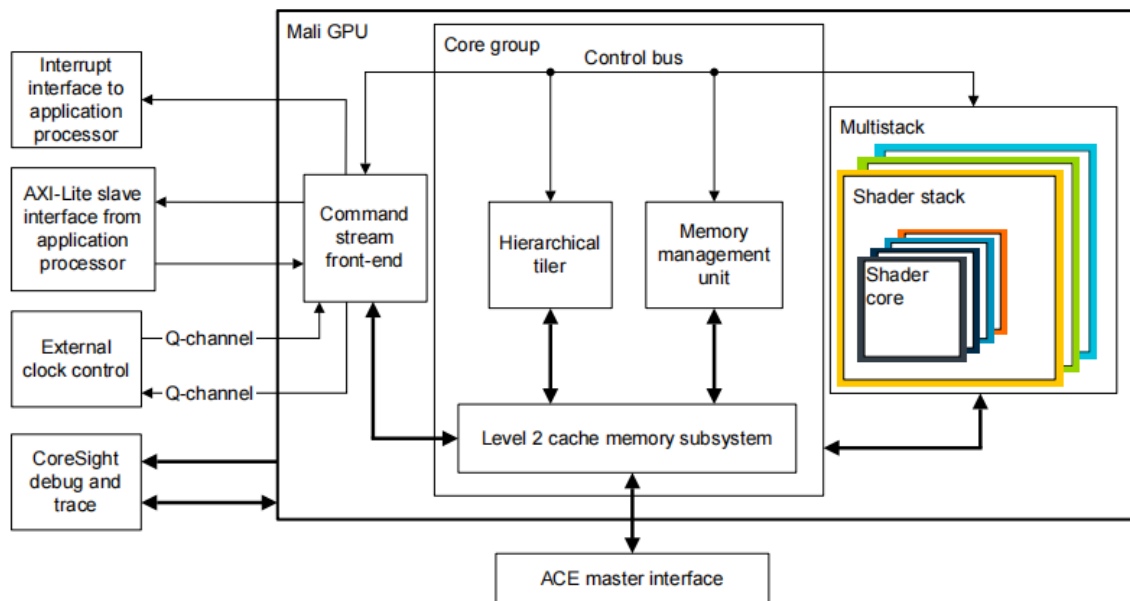 Mali GPU
Core group
Control bus
Interrupt
interface to
application
processor
Multistack
AXI-Lite slave
interface from
application
processor
Command
stream
front-end
Hierarchical
tiler
Memory
management
unit
Shader stack
Shader
core
External
clock control
Q-channel
Q-channel
Level 2 cache memory subsystem
CoreSight
debug and
trace
ACE master interface